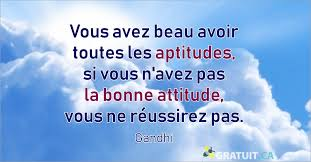 Vous avez beau avoir
toutes les aptitudes,
si vous n'avez pas
la bonne attitude,
vous ne réussirez pas.
Gandhi
GRATUIT.CA